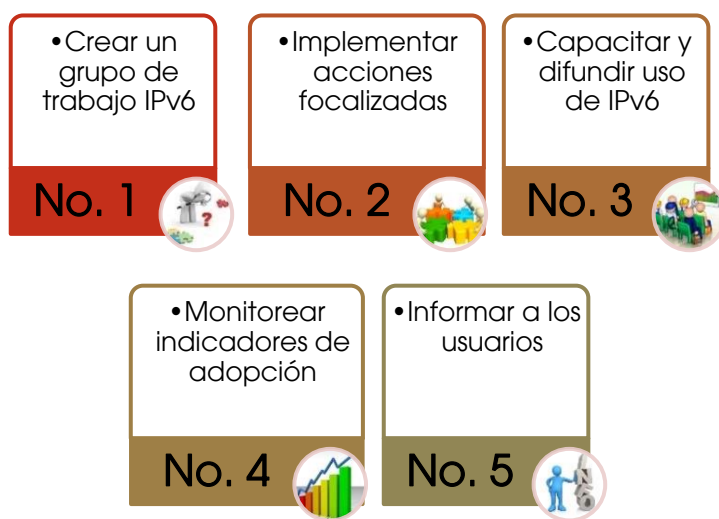 •Crear un
grupo de
trabajo IPv6
No. 1
•Implementar
acciones
focalizadas
No. 2
•Capacitar y
difundir uso
de IPv6
No. 3
•Monitorear
indicadores de
adopción
No. 4
•Informar a los
usuarios
No. 5